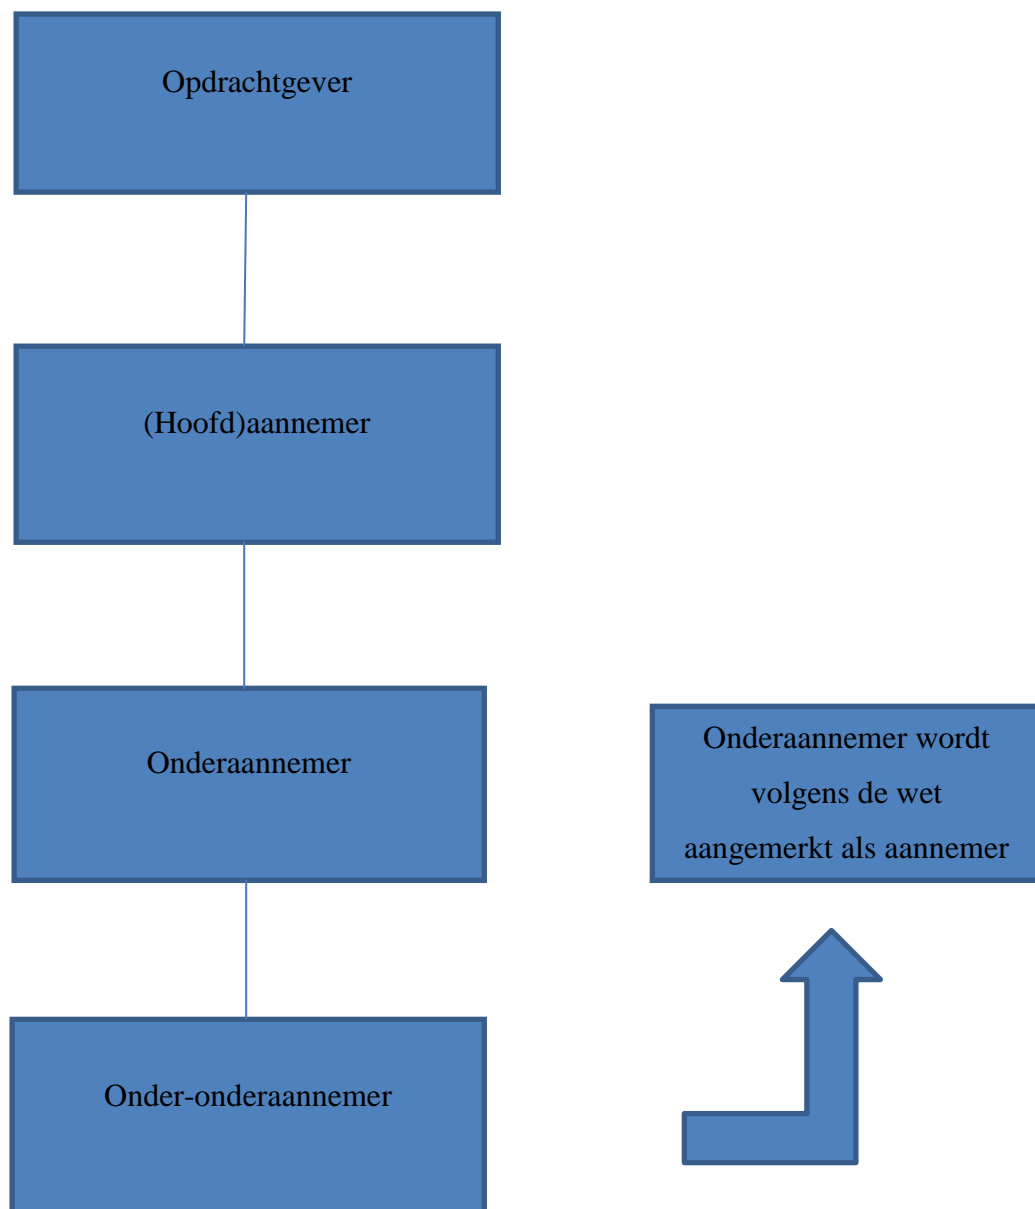 Opdrachtgever
(Hoofd)aannemer
Onderaannemer
Onderaannemer wordt
volgens de wet
aangemerkt als aannemer
Onder-onderaannemer